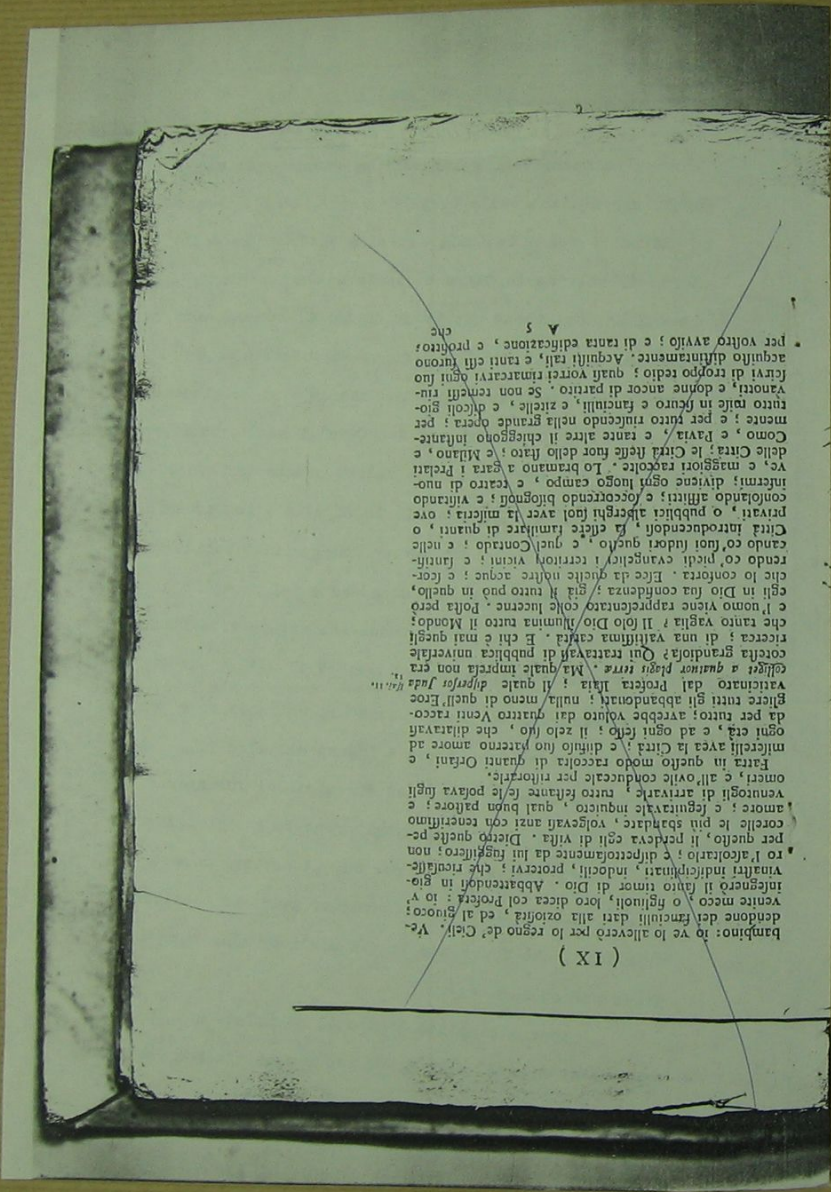 ( IX )
bambino: io ve lo alleverò per lo regno de' Cieli. Ve-
dendone dei fanciulli dati alla oziosità, ed al giuoco;
venite meco, o figliuoli, loro dicea col Profeta: io v'
insegnerò il santo timor di Dio. Abbattendosi in gio-
vinastri indisciplinati, indocili, protervi; che ricusasse-
ro l'ascoltarlo; e dispettosamente da lui fuggissero; non
per questo, li perdeva egli di vista. Dietro queste pe-
corelle le più sbandate, volgevasi anzi con tenerissimo
amore; e seguitavale inquieto, qual buon pastore; e
venutogli di arrivarle, tutto festante se le posava sugli
omeri, e all'ovile conduceale per ristorarle.
Fatta in questo modo raccolta di quanti Orfani, e
miserelli avea la Città; e diffuso suo paterno amore ad
ogni età, e ad ogni sesso; il zelo suo, che dilatavasi
da per tutto; avrebbe voluto dai quattro Venti racco-
gliere tutti gli abbandonati; nulla meno di quell'Eroe
vaticinato dal Profeta Isaia; il quale dispersos Juda
colliget a quatuor plagis terræ. Ma quale impresa non era
cotesta grandiosa? Qui trattavasi di pubblica universale
ricerca; di una vastissima carità. E chi è mai quegli
che tanto vaglia? Il solo Dio illumina tutto il Mondo;
e l'uomo viene rappresentato colle lucerne. Posta però
egli in Dio sua confidenza; già il tutto può in quello,
che lo conforta. Esce da queste nostre acque; e scor-
rendo co' piedi evangelici i territorj vicini; e santifi-
cando co' suoi sudori questo, e quel Contado; e nelle
Città introducendosi, fa essere familiare di quanti, o
privati, o pubblici alberghi suol aver la miseria; ove
consolando afflitti; e soccorrendo bisognosi; e visitando
infermi; diviene ogni luogo campo, e teatro di nuo-
ve, e maggiori raccolte. Lo bramano a gara i Prelati
delle Città; le Città stesse fuor dello stato; e Milano, e
Como, e Pavia, e tante altre il chieggono instante-
mente; e per tutto riuscendo nella grande opera; per
tutto mise in sicuro e fanciulli, e zitelle, e discoli gio-
vanotti, e donne ancor di partito. Se non temessi riu-
scirvi di troppo tedio; quasi vorrei rimarcarvi ogni suo
acquisto distintamente. Acquisti tali, e tanti essi furono
per vostro avviso; e di tanta edificazione, e profitto;
A 5
che